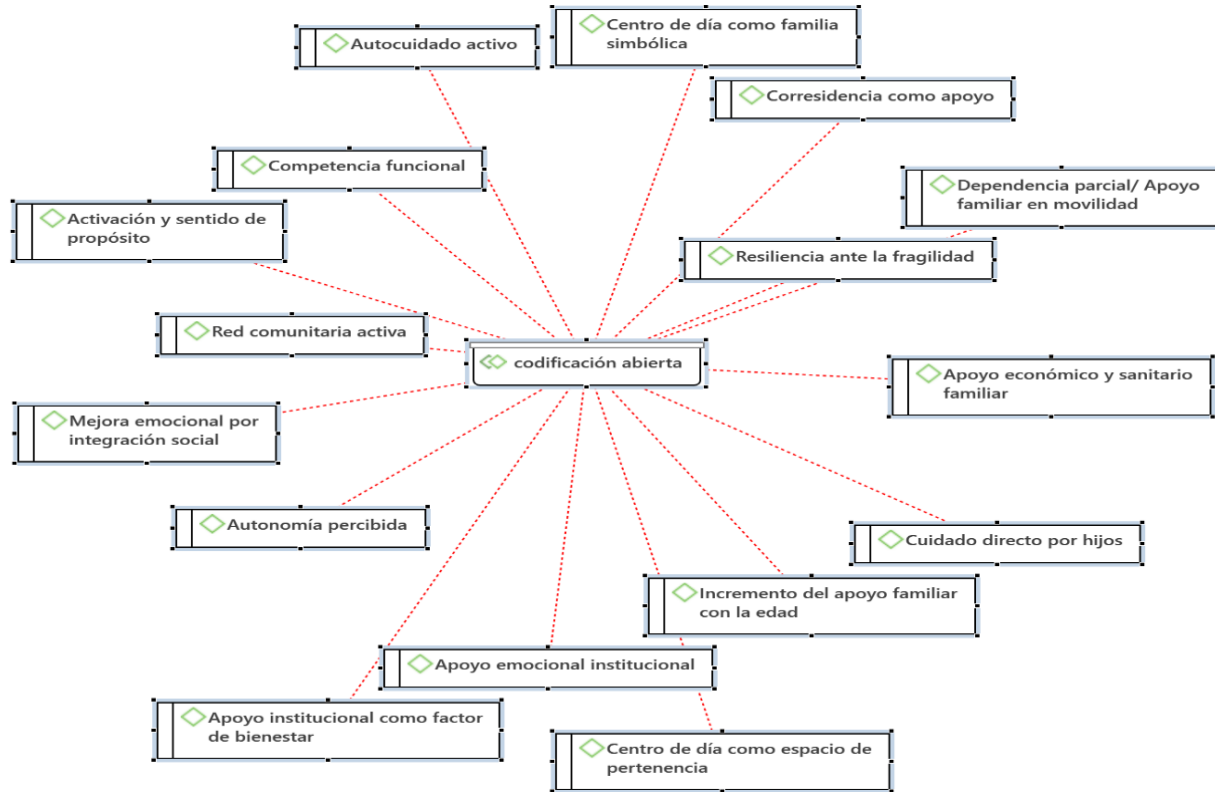 Centro de día como familia
simbólica
Autocuidado activo
Corresidencia como apoyo
Competencia funcional
Dependencia parcial/ Apoyo
familiar en movilidad
Activación y sentido de
propósito
Resiliencia ante la fragilidad
Red comunitaria activa
codificación abierta
Apoyo económico y sanitario
familiar
Mejora emocional por
integración social
Autonomía percibida
Cuidado directo por hijos
Incremento del apoyo familiar
con la edad
Apoyo emocional institucional
Apoyo institucional como factor
de bienestar
Centro de día como espacio de
pertenencia